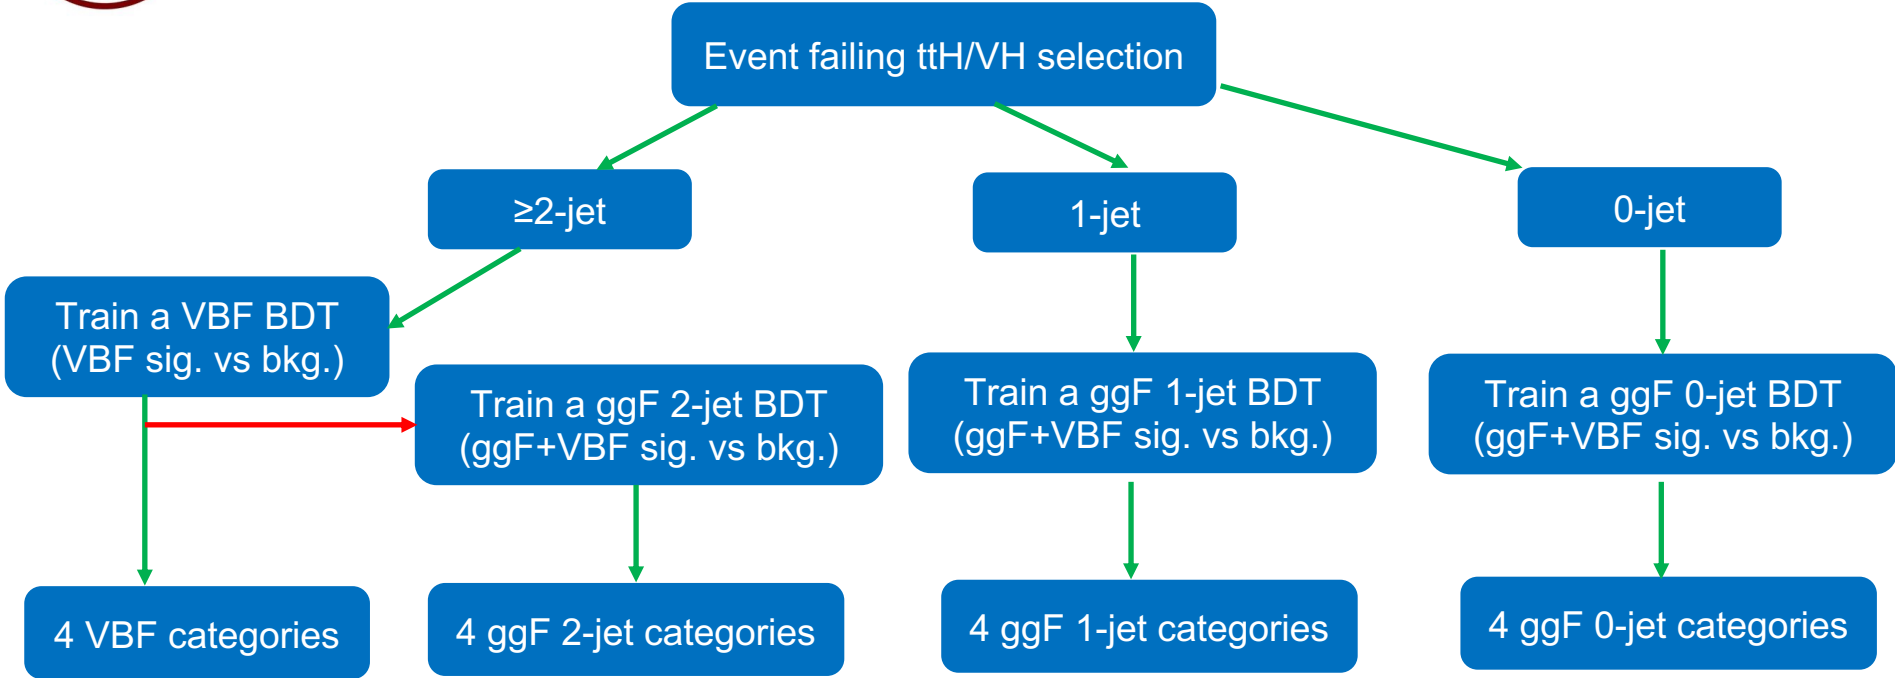 Event failing ttH/VH selection
≥2-jet
1-jet
0-jet
Train a VBF BDT
(VBF sig. vs bkg.)
Train a ggF 2-jet BDT
(ggF+VBF sig. vs bkg.)
Train a ggF 1-jet BDT
(ggF+VBF sig. vs bkg.)
Train a ggF 0-jet BDT
(ggF+VBF sig. vs bkg.)
4 VBF categories
4 ggF 2-jet categories
4 ggF 1-jet categories
4 ggF 0-jet categories